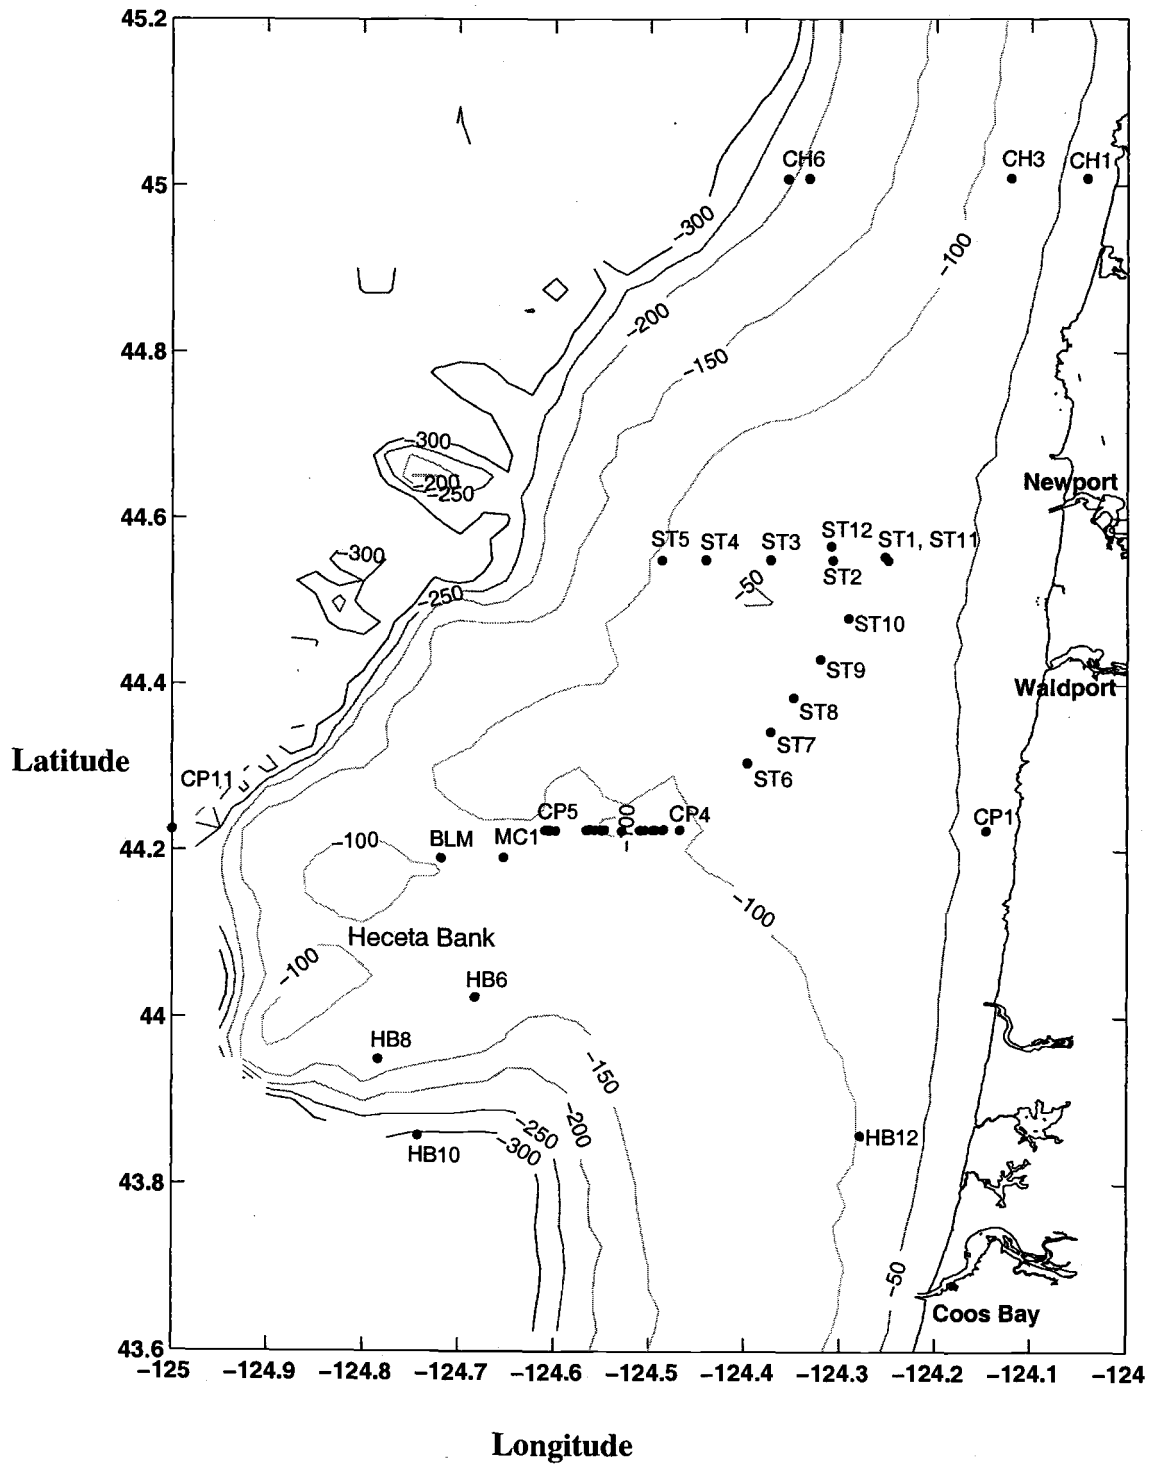 45.2
CH6
CH3
CH1
45
−300
−100
−200
44.8
−150
−300
−200
−250
Newport
44.6
ST12
ST5
ST4
ST3
ST1, ST11
−300
ST2
−50
−250
ST10
ST9
44.4
Waldport
ST8
ST7
Latitude
CP11
ST6
CP5
−100
CP4
CP1
44.2
−100
BLM
MC1
−100
Heceta Bank
−100
HB6
44
HB8
−150
−250
−200
HB12
−300
HB10
43.8
−50
Coos Bay
43.6
−125
−124.9
−124.8
−124.7
−124.6
−124.5
−124.4
−124.3
−124.2
−124.1
−124
Longitude